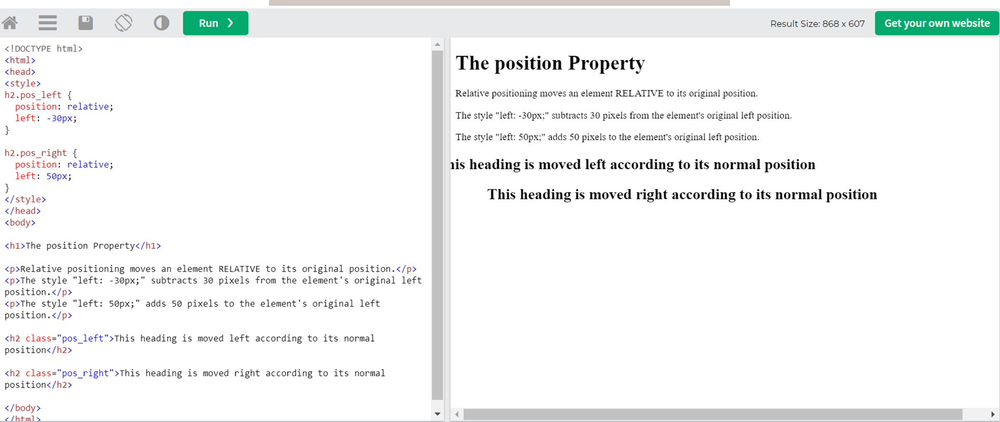 Run ❯
Result Size: 868 x 607
Get your own website
<!DOCTYPE html>
<html>
<head>
<style>
h2.pos_left {
  position: relative;
  left: -30px;
}
h2.pos_right {
  position: relative;
  left: 50px;
}
</style>
</head>
<body>
<h1>The position Property</h1>
<p>Relative positioning moves an element RELATIVE to its original position.</p>
<p>The style "left: -30px;" subtracts 30 pixels from the element's original left
position.</p>
<p>The style "left: 50px;" adds 50 pixels to the element's original left
position.</p>
<h2 class="pos_left">This heading is moved left according to its normal
position</h2>
<h2 class="pos_right">This heading is moved right according to its normal
position</h2>
</body>
</html>
The position Property
Relative positioning moves an element RELATIVE to its original position.
The style "left: -30px;" subtracts 30 pixels from the element's original left position.
The style "left: 50px;" adds 50 pixels to the element's original left position.
his heading is moved left according to its normal position
This heading is moved right according to its normal position